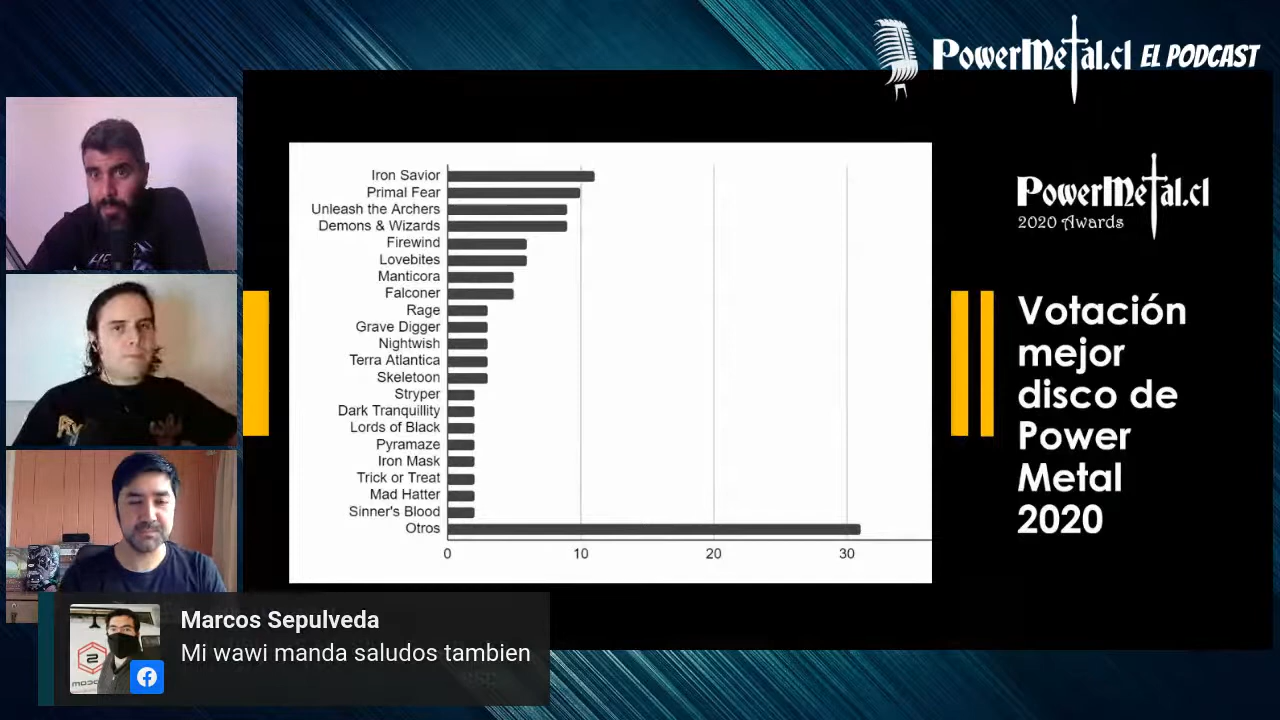 PowerMetal.cl EL PODCAST
Iron Savior
Primal Fear
Unleash the Archers
Demons & Wizards
Firewind
Lovebites
Manticora
Falconer
Rage
Grave Digger
Nightwish
Terra Atlantica
Skeletoon
Stryper
Dark Tranquillity
Lords of Black
Pyramaze
Iron Mask
Trick or Treat
Mad Hatter
Sinner's Blood
Otros
0 10 20 30
PowerMetal.cl
2020 Awards
Votación
mejor
disco de
Power
Metal
2020
Marcos Sepulveda
Mi wawi manda saludos tambien